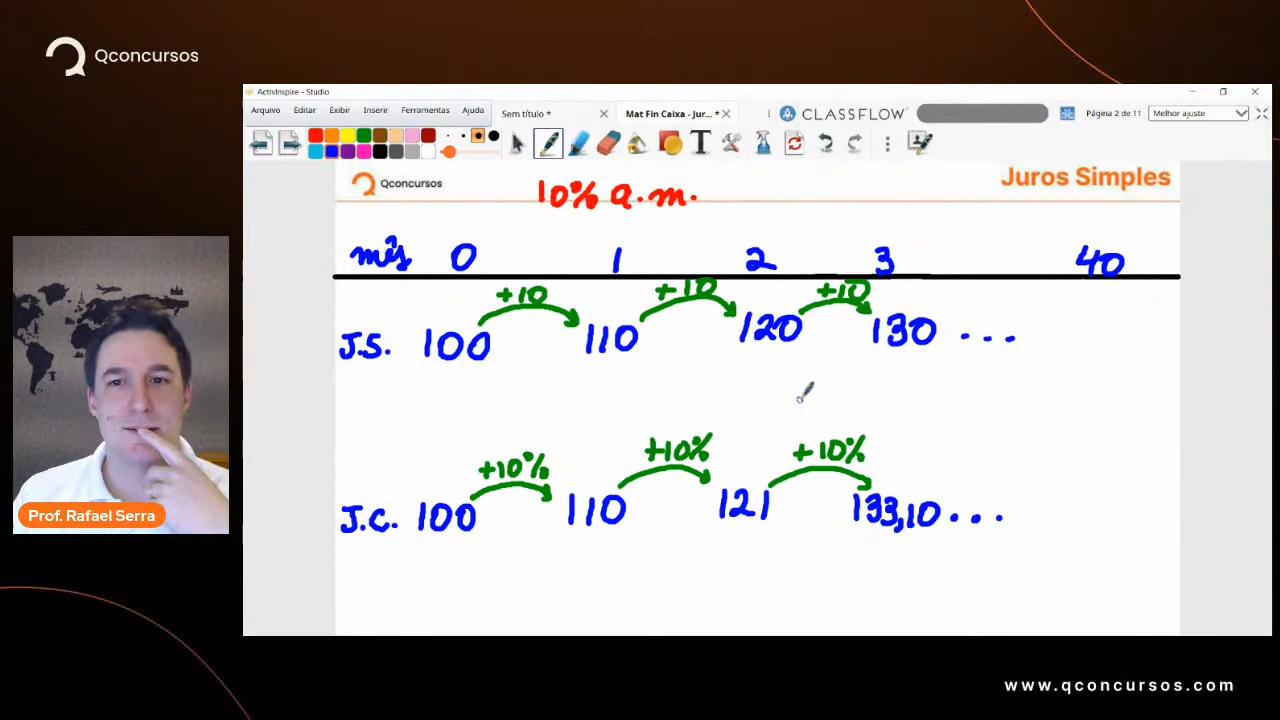 Qconcursos
ActivInspire - Studio
Arquivo Editar Exibir Inserir Ferramentas Ajuda
Sem título *
Mat Fin Caixa - Jur... *
CLASSFLOW
Página 2 de 11
Melhor ajuste
Qconcursos
10% a.m.
Juros Simples
mês 0 1 2 3 40
+10 +10 +10
J.S. 100 110 120 130 ...
+10% +10% +10%
J.C. 100 110 121 133,10 ...
Prof. Rafael Serra
www.qconcursos.com